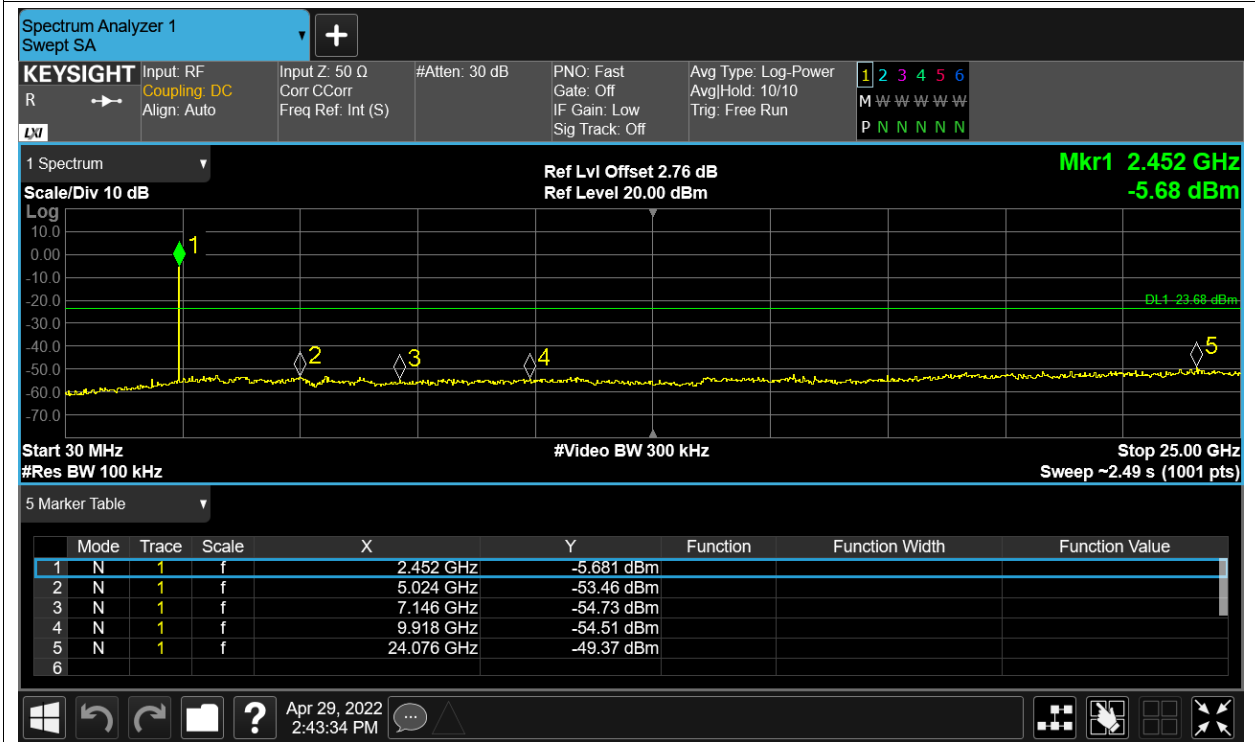 Spectrum Analyzer 1
Swept SA
+
KEYSIGHT
R
LXI
Input: RF
Coupling: DC
Align: Auto
Input Z: 50 Ω
Corr CCorr
Freq Ref: Int (S)
#Atten: 30 dB
PNO: Fast
Gate: Off
IF Gain: Low
Sig Track: Off
Avg Type: Log-Power
Avg|Hold: 10/10
Trig: Free Run
1 2 3 4 5 6
M W W W W W
P N N N N N
1 Spectrum
Scale/Div 10 dB
Ref Lvl Offset 2.76 dB
Ref Level 20.00 dBm
Mkr1 2.452 GHz
-5.68 dBm
Log
10.0
0.00
-10.0
-20.0
-30.0
-40.0
-50.0
-60.0
-70.0
1
2
3
4
5
DL1 -23.68 dBm
Start 30 MHz
#Res BW 100 kHz
#Video BW 300 kHz
Stop 25.00 GHz
Sweep ~2.49 s (1001 pts)
5 Marker Table
Mode Trace Scale X Y Function Function Width Function Value
1 N 1 f 2.452 GHz -5.681 dBm
2 N 1 f 5.024 GHz -53.46 dBm
3 N 1 f 7.146 GHz -54.73 dBm
4 N 1 f 9.918 GHz -54.51 dBm
5 N 1 f 24.076 GHz -49.37 dBm
6
?
Apr 29, 2022
2:43:34 PM